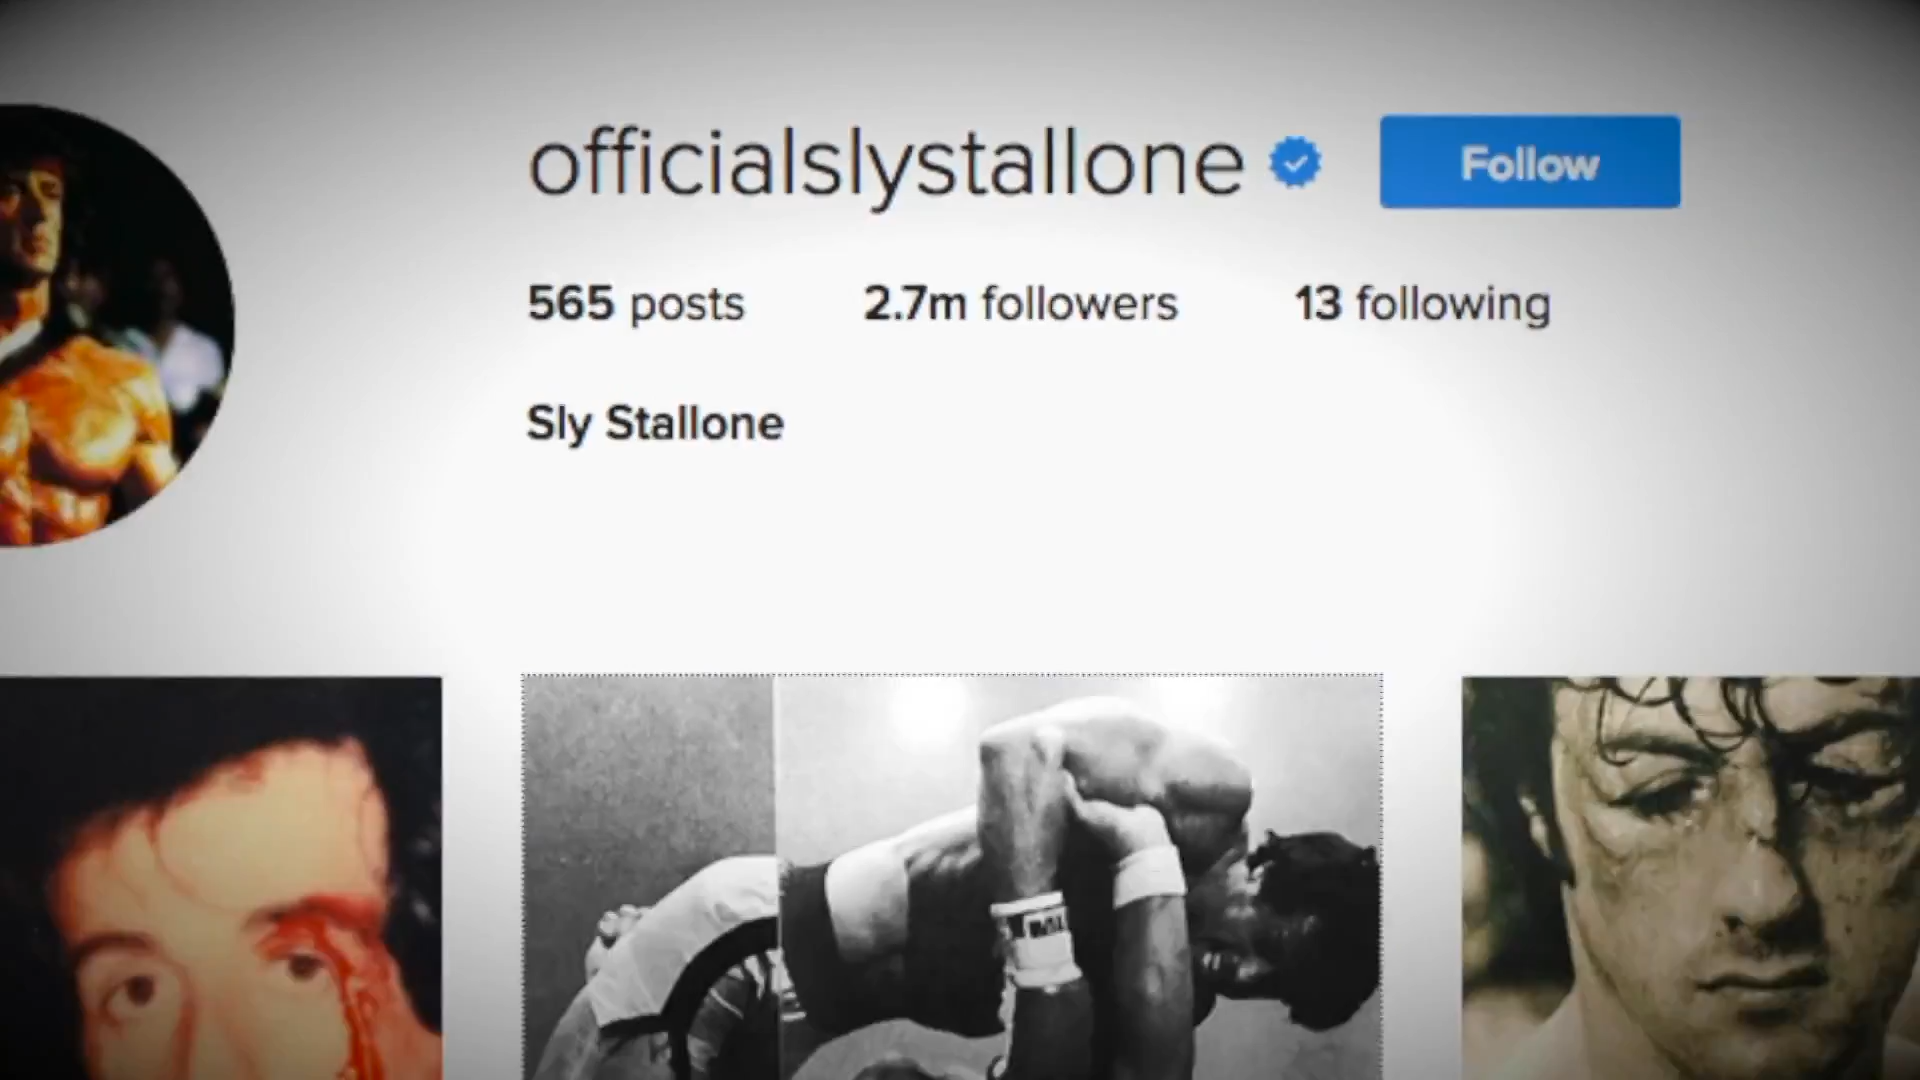 officialslystallone Follow
565 posts 2.7m followers 13 following
Sly Stallone